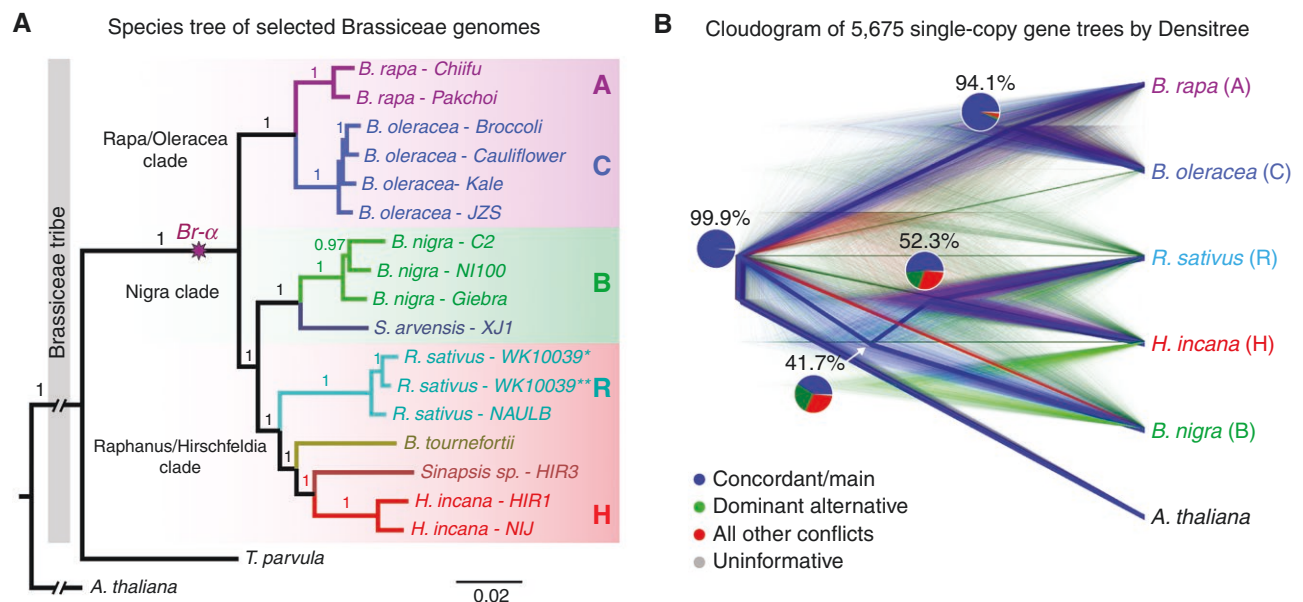 A
Species tree of selected Brassiceae genomes
Brassiceae tribe
Rapa/Oleracea
clade
Br-α
Nigra clade
Raphanus/Hirschfeldia
clade
1
1
1
1
1
1
1
1
0.97
1
1
1
1
1
1
1
1
B. rapa - Chiifu
B. rapa - Pakchoi
A
B. oleracea - Broccoli
B. oleracea - Cauliflower
B. oleracea- Kale
B. oleracea - JZS
C
B. nigra - C2
B. nigra - NI100
B. nigra - Giebra
S. arvensis - XJ1
B
R. sativus - WK10039*
R. sativus - WK10039**
R. sativus - NAULB
R
B. tournefortii
Sinapsis sp. - HIR3
H. incana - HIR1
H. incana - NIJ
H
T. parvula
A. thaliana
0.02
B
Cloudogram of 5,675 single-copy gene trees by Densitree
94.1%
99.9%
52.3%
41.7%
B. rapa (A)
B. oleracea (C)
R. sativus (R)
H. incana (H)
B. nigra (B)
A. thaliana
Concordant/main
Dominant alternative
All other conflicts
Uninformative